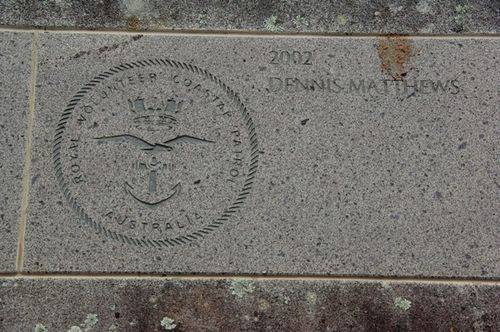 ROYAL VOLUNTEER COASTAL PATROL
AUSTRALIA
2002
DENNIS MATTHEWS